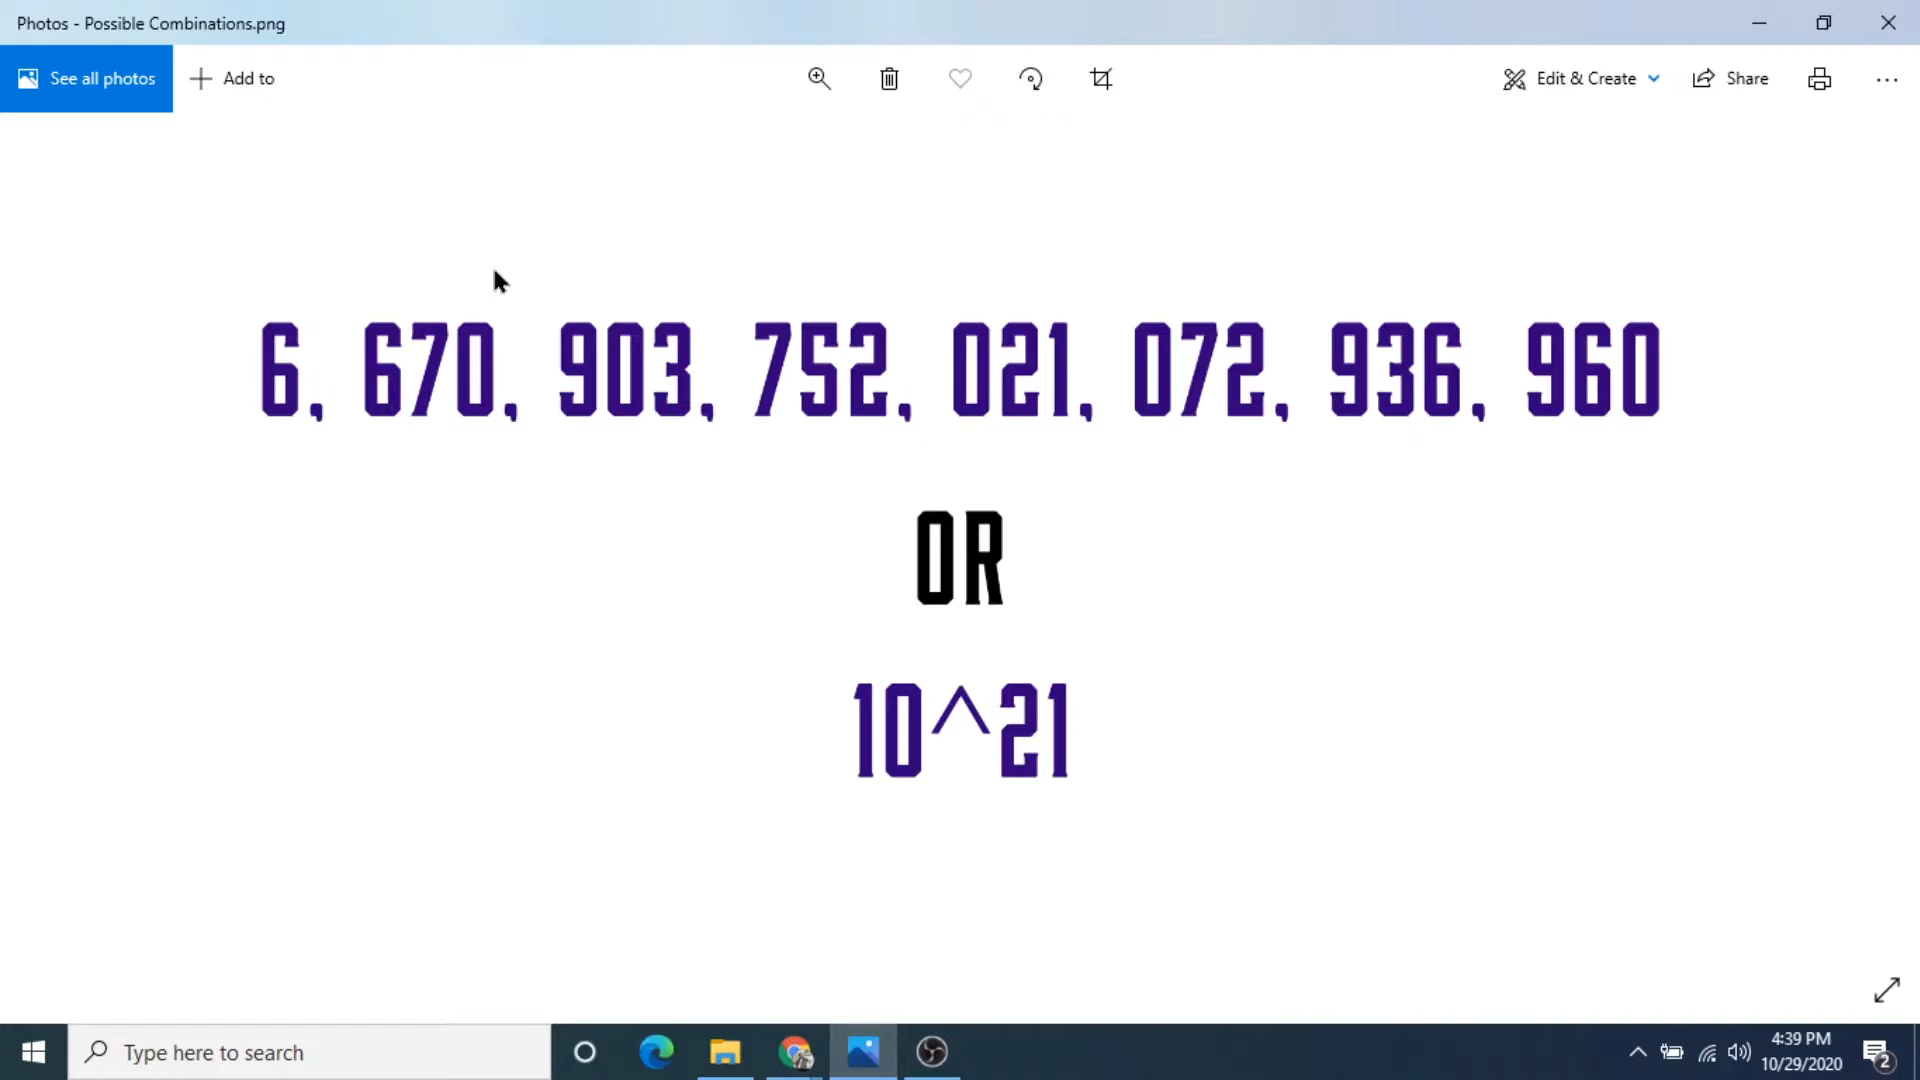 Photos - Possible Combinations.png
See all photos
Add to
Edit & Create
Share
6, 670, 903, 752, 021, 072, 936, 960
OR
10^21
Type here to search
4:39 PM
10/29/2020
2